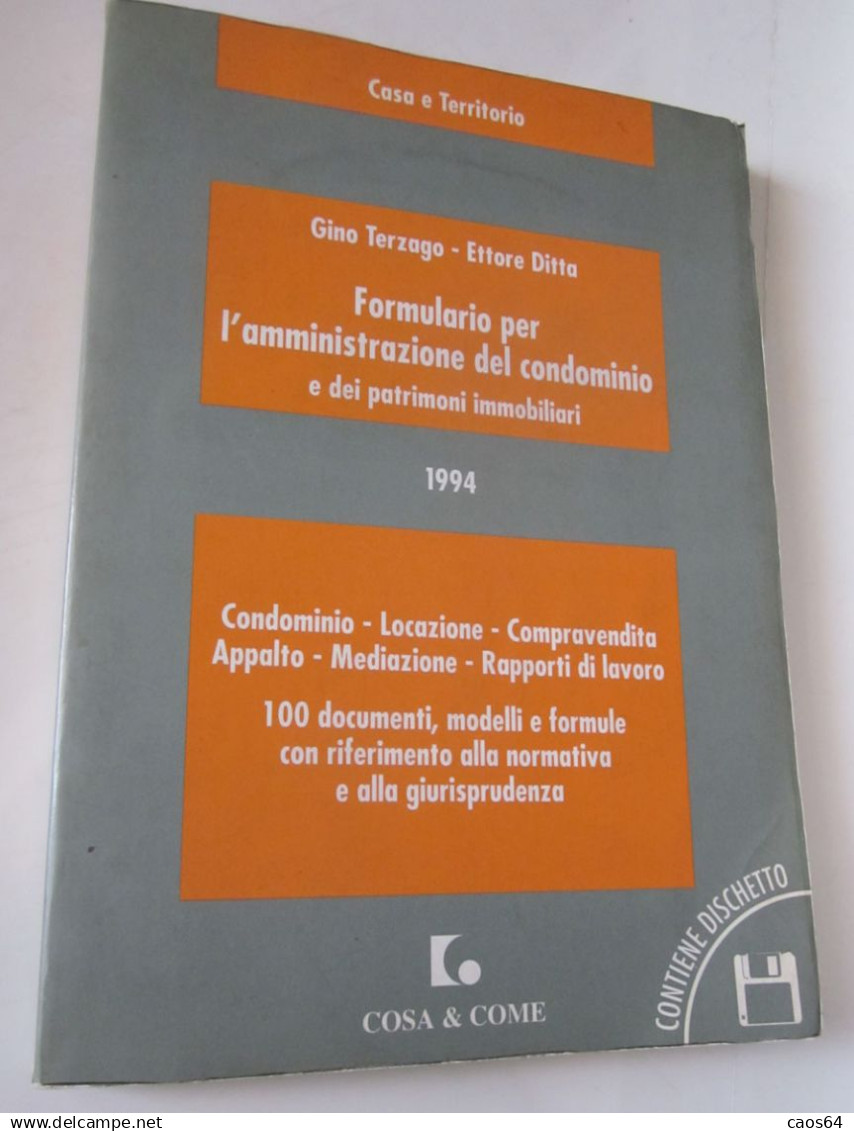 Casa e Territorio
Gino Terzago - Ettore Ditta
Formulario per
l'amministrazione del condominio
e dei patrimoni immobiliari
1994
Condominio - Locazione - Compravendita
Appalto - Mediazione - Rapporti di lavoro
100 documenti, modelli e formule
con riferimento alla normativa
e alla giurisprudenza
CONTIENE DISCHETTO
COSA & COME
delcampe.net
caos64